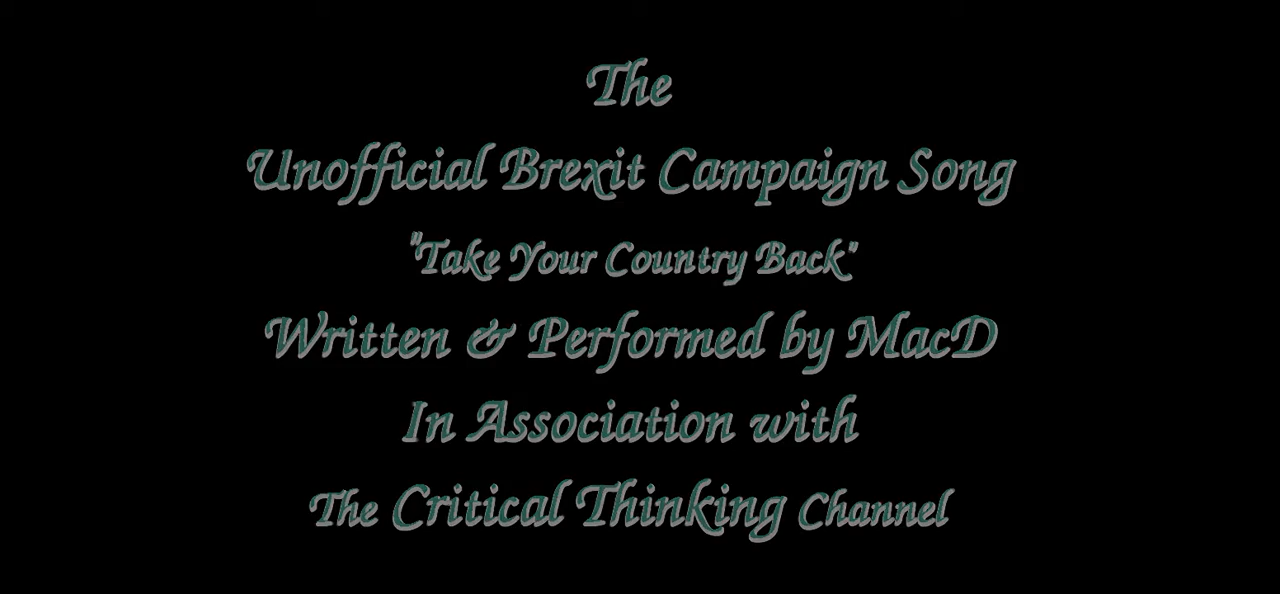 The
Unofficial Brexit Campaign Song
"Take Your Country Back"
Written & Performed by MacD
In Association with
The Critical Thinking Channel